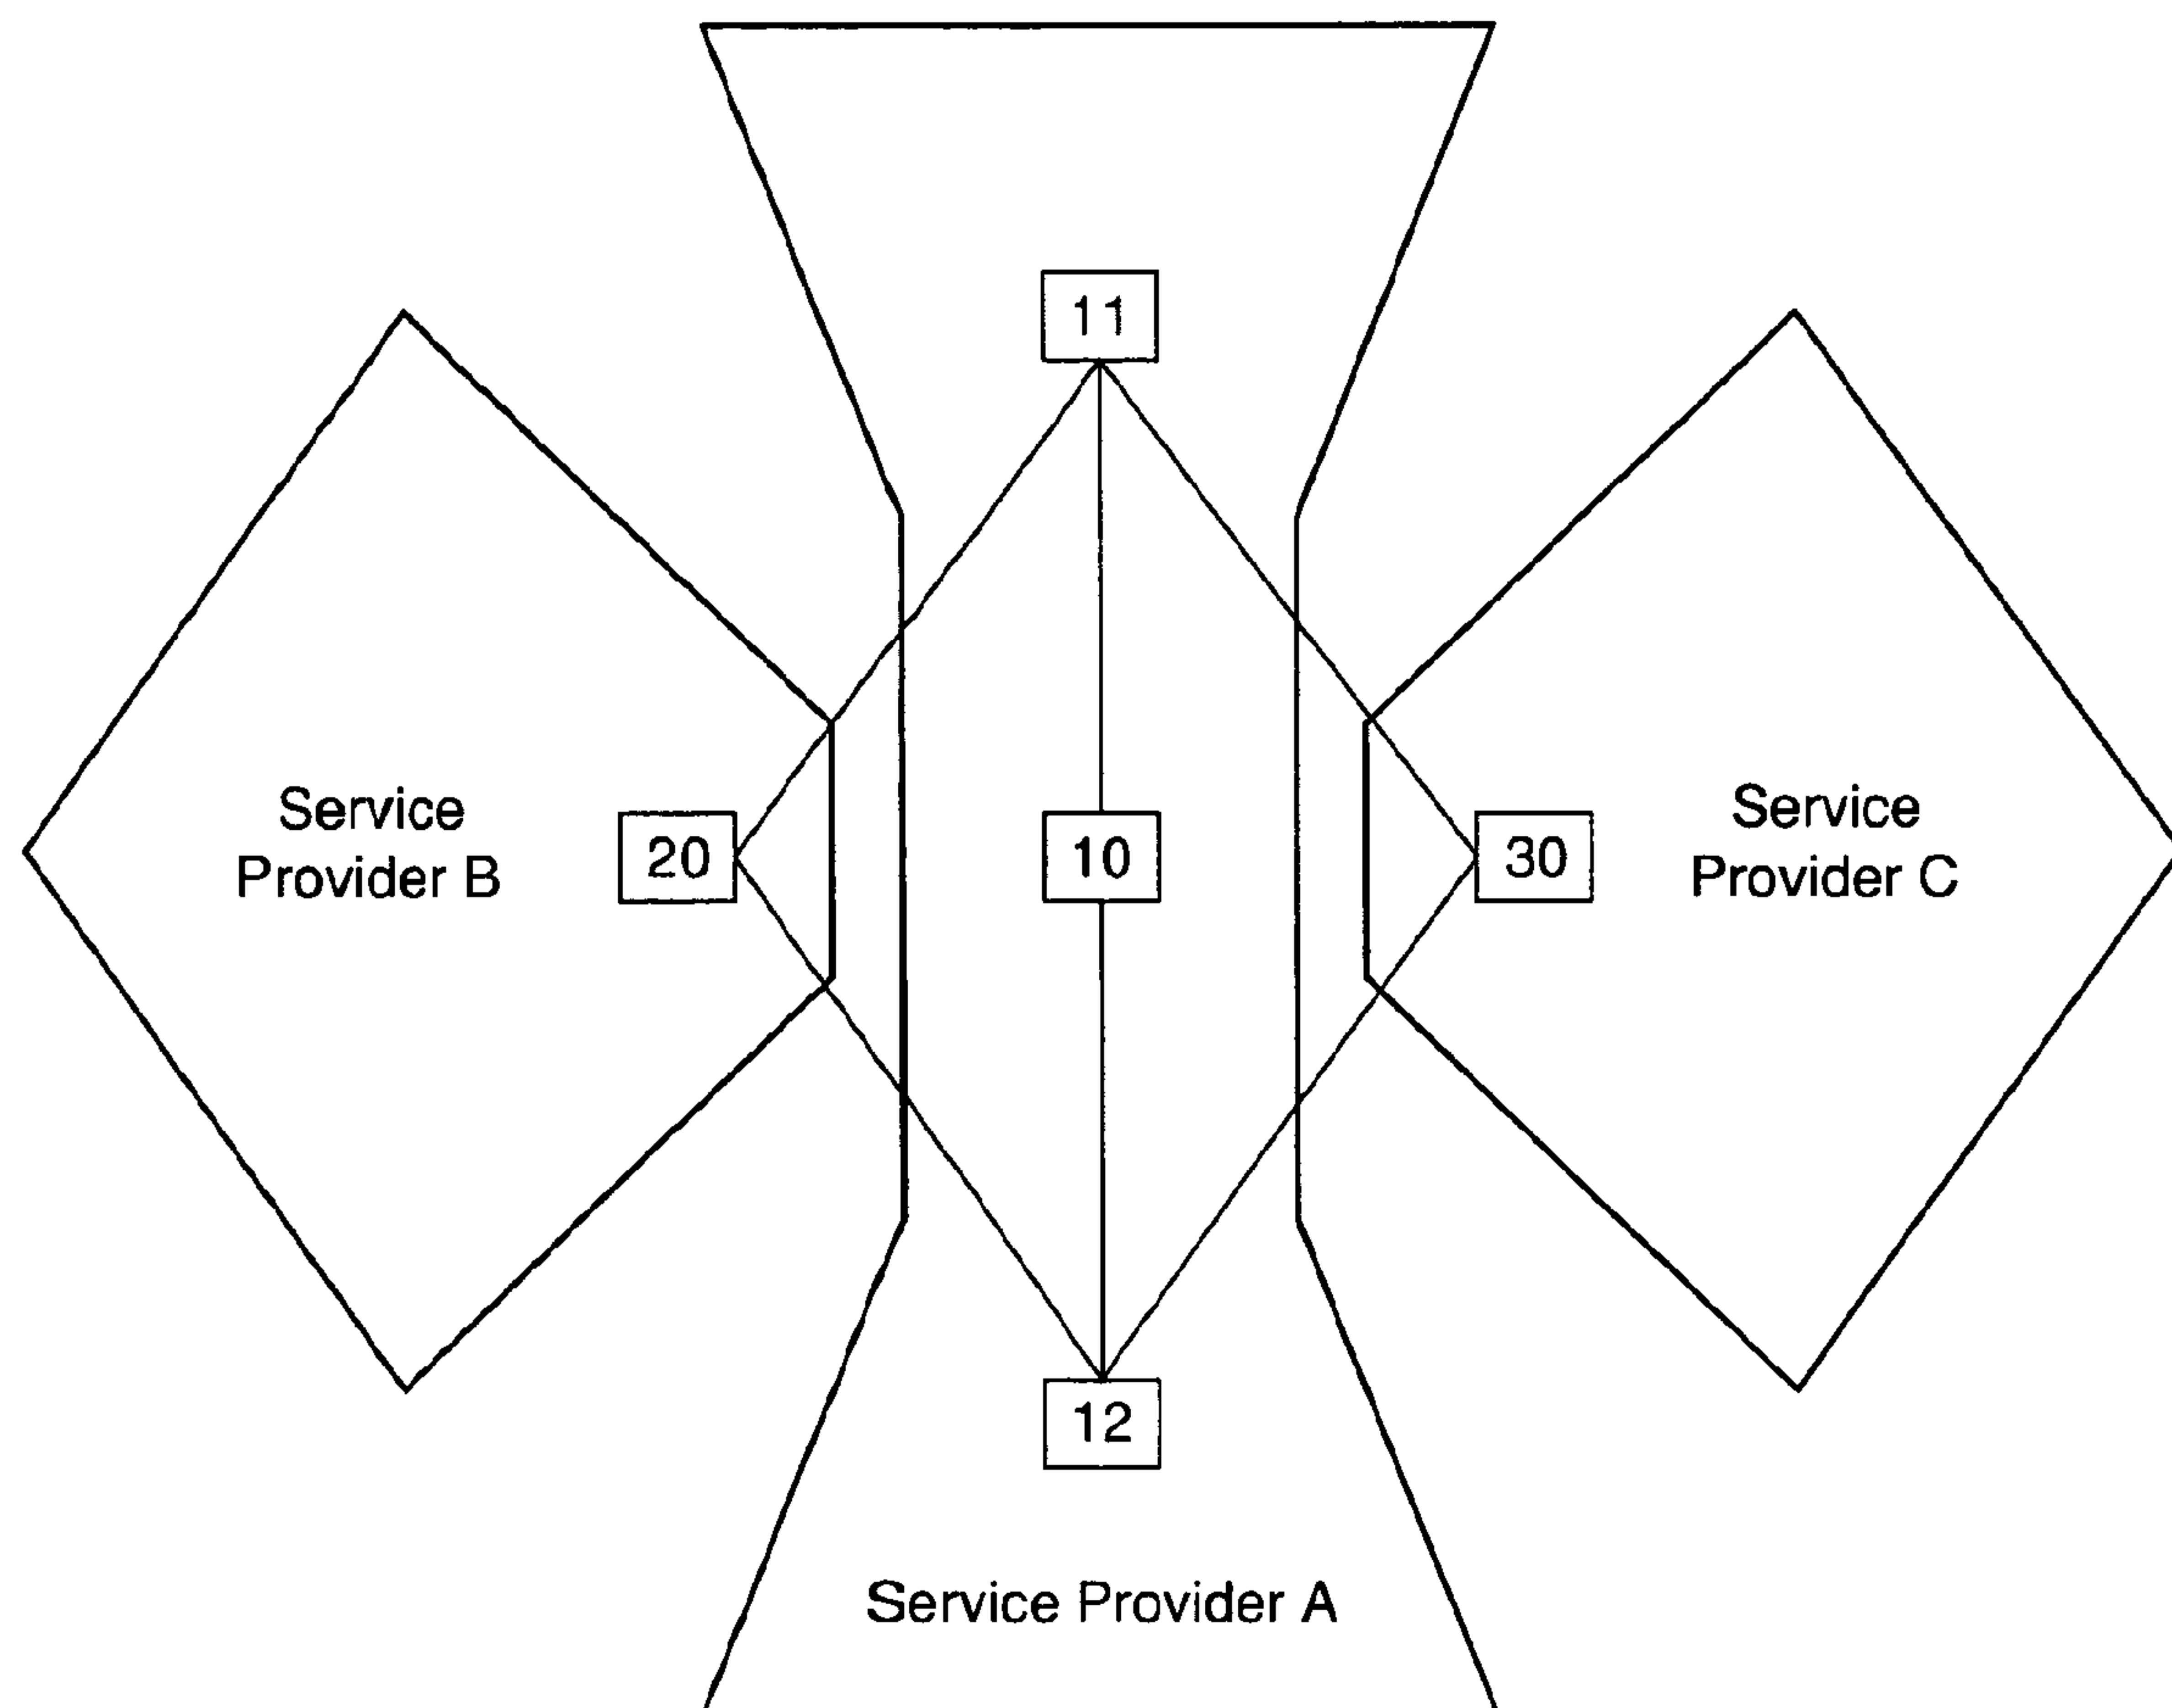 11
Service
Provider B
20
10
30
Service
Provider C
12
Service Provider A